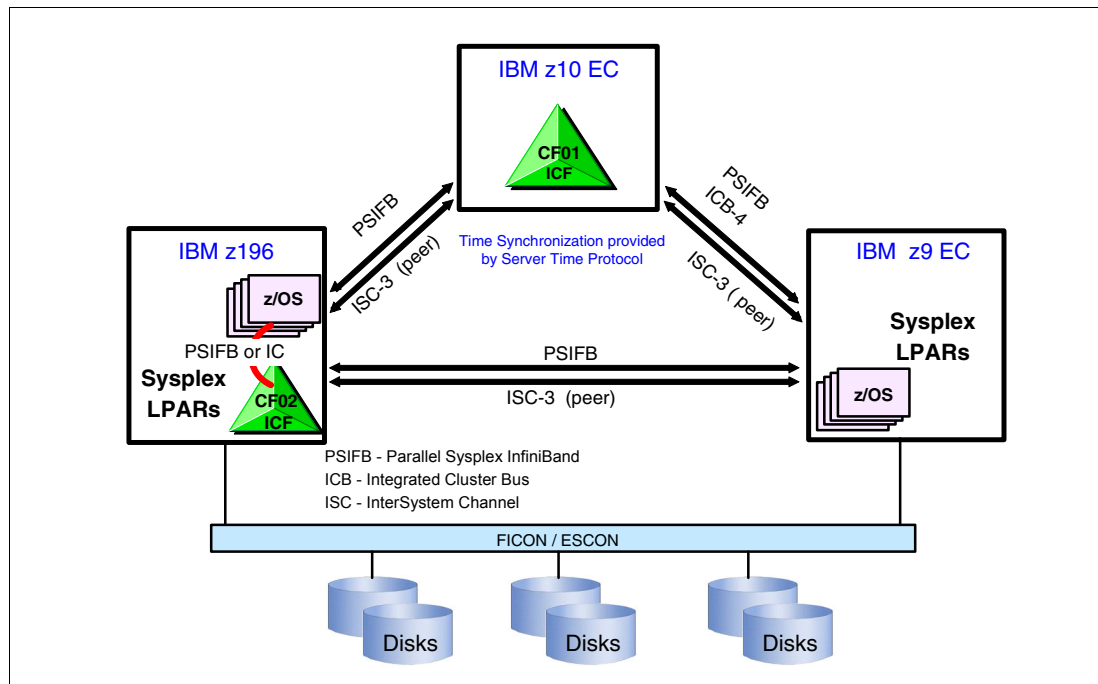 IBM z10 EC
CF01
ICF
PSIFB
ISC-3 (peer)
PSIFB
ICB-4
ISC-3 ( peer)
Time Synchronization provided
by Server Time Protocol
IBM z196
z/OS
PSIFB or IC
Sysplex
LPARs
CF02
ICF
PSIFB
ISC-3 (peer)
IBM z9 EC
Sysplex
LPARs
z/OS
PSIFB - Parallel Sysplex InfiniBand
ICB - Integrated Cluster Bus
ISC - InterSystem Channel
FICON / ESCON
Disks
Disks
Disks